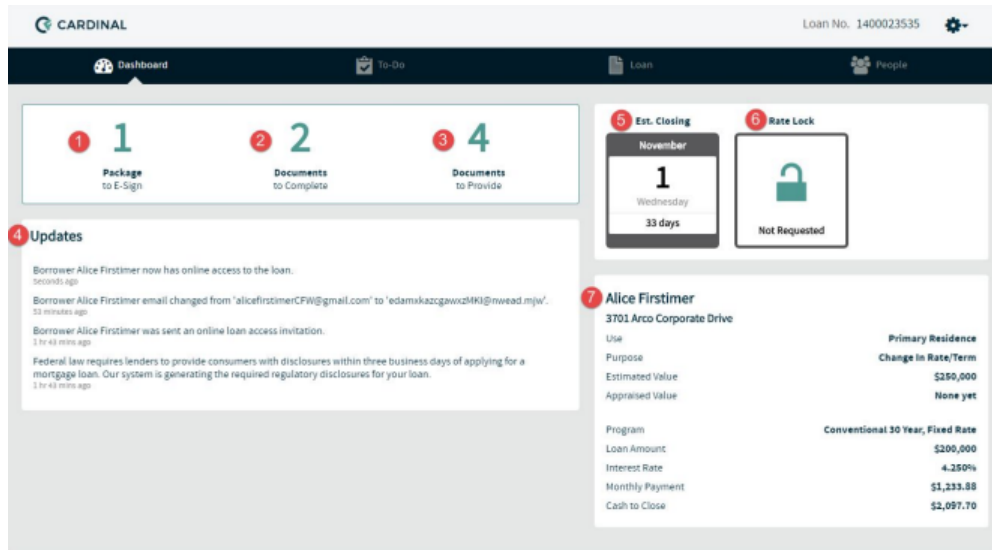 CARDINAL
Loan No. 1400023535
Dashboard
To-Do
Loan
People
1
1
Package
to E-Sign
2
2
Documents
to Complete
3
4
Documents
to Provide
4
Updates
Borrower Alice Firstimer now has online access to the loan.
Seconds ago
Borrower Alice Firstimer email changed from 'alicefirstimerCFW@gmail.com' to 'edamxkazcgawxzMKI@nwead.mjw'.
53 minutes ago
Borrower Alice Firstimer was sent an online loan access invitation.
1 hr 43 mins ago
Federal law requires lenders to provide consumers with disclosures within three business days of applying for a
mortgage loan. Our system is generating the required regulatory disclosures for your loan.
1 hr 43 mins ago
5
Est. Closing
November
1
Wednesday
33 days
6
Rate Lock
Not Requested
7
Alice Firstimer
3701 Arco Corporate Drive
Use Primary Residence
Purpose Change In Rate/Term
Estimated Value $250,000
Appraised Value None yet
Program Conventional 30 Year, Fixed Rate
Loan Amount $200,000
Interest Rate 4.250%
Monthly Payment $1,233.88
Cash to Close $2,097.70